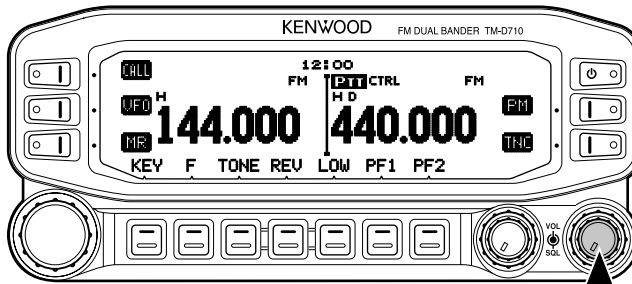 KENWOOD FM DUAL BANDER TM-D710
12:00
CALL FM PTT CTRL FM
VFO H H D PM
144.000 440.000
MR TNC
KEY F TONE REV LOW PF1 PF2
VOL
SQL